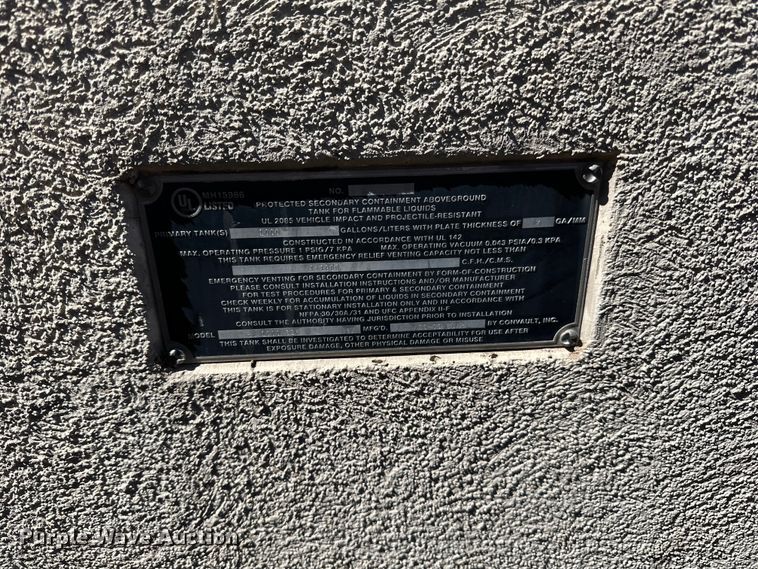 UL LISTED MH15986 NO.
PROTECTED SECONDARY CONTAINMENT ABOVEGROUND
TANK FOR FLAMMABLE LIQUIDS
UL 2085 VEHICLE IMPACT AND PROJECTILE-RESISTANT
PRIMARY TANK(S) GALLONS/LITERS WITH PLATE THICKNESS OF 7 GA/MM
CONSTRUCTED IN ACCORDANCE WITH UL 142
MAX. OPERATING PRESSURE 1 PSIG/7 KPA MAX. OPERATING VACUUM 0.043 PSIA/0.3 KPA
THIS TANK REQUIRES EMERGENCY RELIEF VENTING CAPACITY NOT LESS THAN
C.F.H./C.M.S.
EMERGENCY VENTING FOR SECONDARY CONTAINMENT BY FORM-OF-CONSTRUCTION
PLEASE CONSULT INSTALLATION INSTRUCTIONS AND/OR MANUFACTURER
FOR TEST PROCEDURES FOR PRIMARY & SECONDARY CONTAINMENT
CHECK WEEKLY FOR ACCUMULATION OF LIQUIDS IN SECONDARY CONTAINMENT
THIS TANK IS FOR STATIONARY INSTALLATION ONLY AND IN ACCORDANCE WITH
NFPA-30/30A/31 AND UFC APPENDIX II-F
CONSULT THE AUTHORITY HAVING JURISDICTION PRIOR TO INSTALLATION
MODEL MFG'D. BY CONVAULT, INC.
THIS TANK SHALL BE INVESTIGATED TO DETERMINE ACCEPTABILITY FOR USE AFTER
EXPOSURE DAMAGE, OTHER PHYSICAL DAMAGE OR MISUSE
Purple Wave Auction